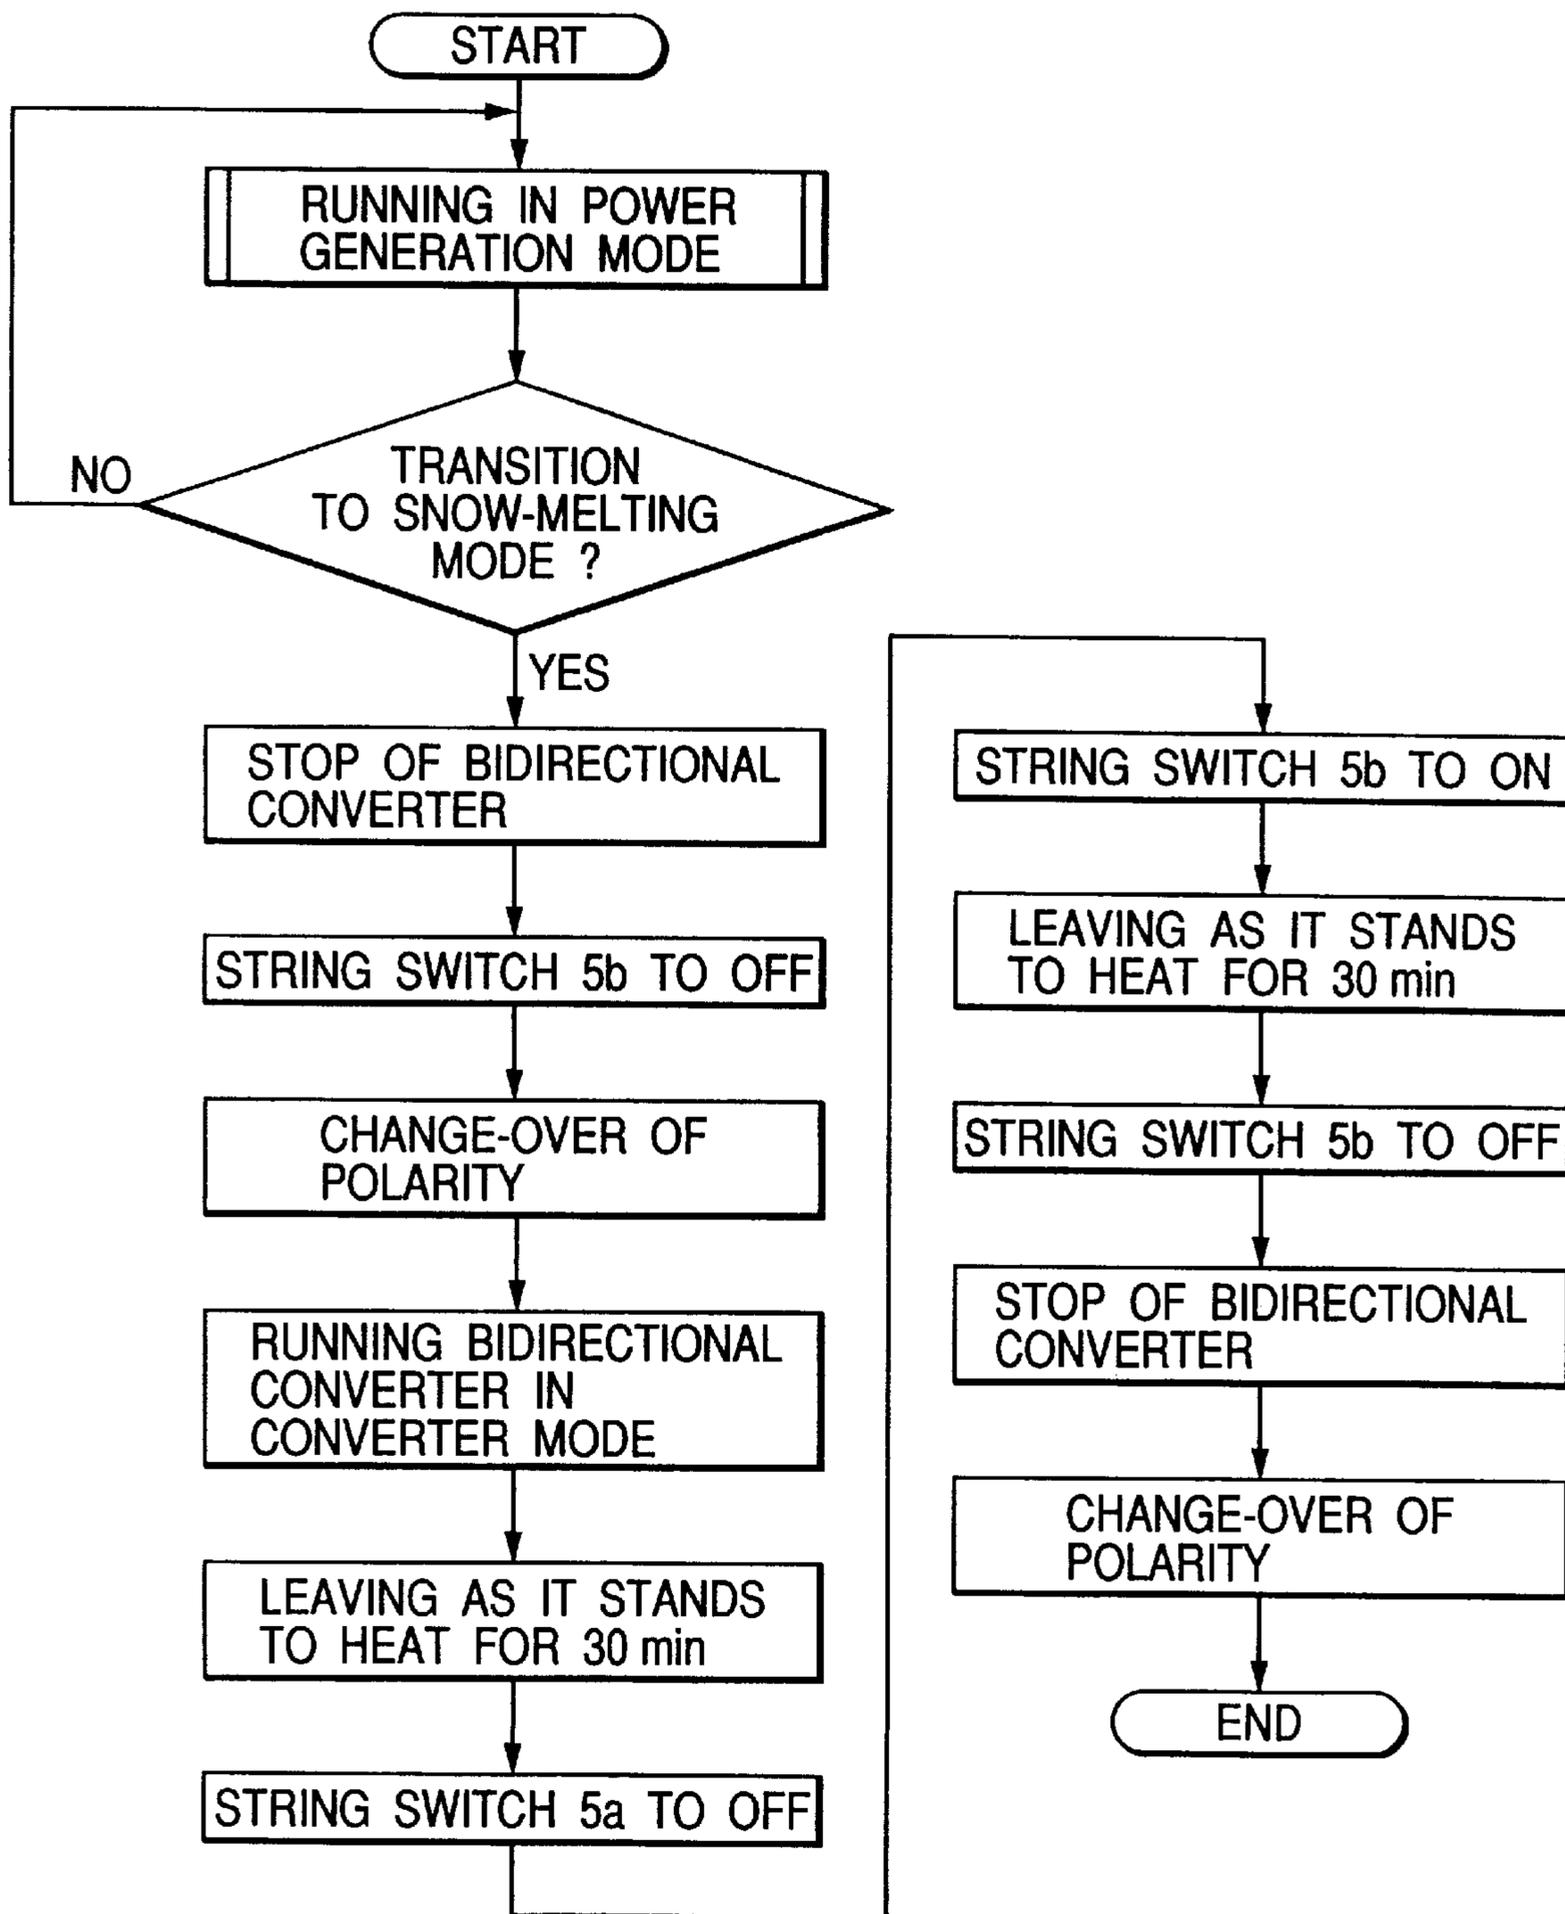 START
RUNNING IN POWER
GENERATION MODE
TRANSITION
TO SNOW-MELTING
MODE ?
NO
YES
STOP OF BIDIRECTIONAL
CONVERTER
STRING SWITCH 5b TO OFF
CHANGE-OVER OF
POLARITY
RUNNING BIDIRECTIONAL
CONVERTER IN
CONVERTER MODE
LEAVING AS IT STANDS
TO HEAT FOR 30 min
STRING SWITCH 5a TO OFF
STRING SWITCH 5b TO ON
LEAVING AS IT STANDS
TO HEAT FOR 30 min
STRING SWITCH 5b TO OFF
STOP OF BIDIRECTIONAL
CONVERTER
CHANGE-OVER OF
POLARITY
END